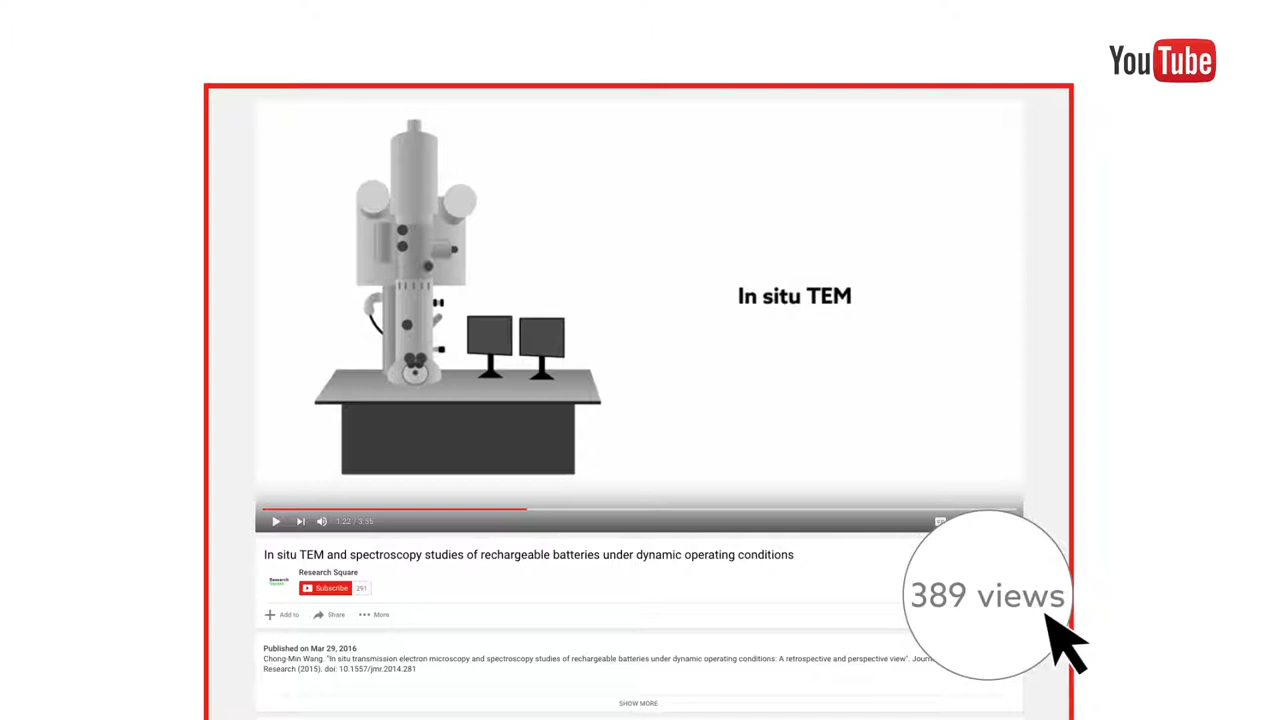 YouTube
In situ TEM
1:22 / 3:55
In situ TEM and spectroscopy studies of rechargeable batteries under dynamic operating conditions
Research Square
Research Square
Subscribe 291
389 views
Add to Share More
Published on Mar 29, 2016
Chong-Min Wang. "In situ transmission electron microscopy and spectroscopy studies of rechargeable batteries under dynamic operating conditions: A retrospective and perspective view". Journ
Research (2015). doi: 10.1557/jmr.2014.281
SHOW MORE